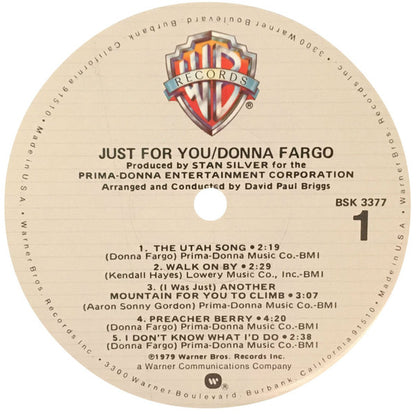 3300 Warner Boulevard, Burbank, California 91510 • Made in U.S.A. • Warner Bros. Records Inc. •
WB
RECORDS
®
JUST FOR YOU/DONNA FARGO
Produced by STAN SILVER for the
PRIMA-DONNA ENTERTAINMENT CORPORATION
Arranged and Conducted by David Paul Briggs
BSK 3377
1
1. THE UTAH SONG • 2:19
(Donna Fargo) Prima-Donna Music Co.-BMI
2. WALK ON BY • 2:29
(Kendall Hayes) Lowery Music Co., Inc.-BMI
3. (I Was Just) ANOTHER
MOUNTAIN FOR YOU TO CLIMB • 3:07
(Aaron Sonny Gordon) Prima-Donna Music Co.-BMI
4. PREACHER BERRY • 4:20
(Donna Fargo) Prima-Donna Music Co.-BMI
5. I DON'T KNOW WHAT I'D DO • 2:38
(Donna Fargo) Prima-Donna Music Co.-BMI
©1979 Warner Bros. Records Inc.
a Warner Communications Company
W
3300 Warner Boulevard, Burbank, California 91510 • Made in U.S.A. • Warner Bros. Records Inc. •